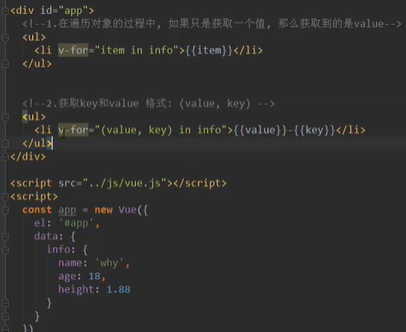 <div id="app">
<!--1.在遍历对象的过程中, 如果只是获取一个值, 那么获取到的是value-->
<ul>
<li v-for="item in info">{{item}}</li>
</ul>
<!--2.获取key和value 格式: (value, key) -->
<ul>
<li v-for="(value, key) in info">{{value}}-{{key}}</li>
</ul>
</div>
<script src="../js/vue.js"></script>
<script>
const app = new Vue({
el: '#app',
data: {
info: {
name: 'why',
age: 18,
height: 1.88
}
}
})